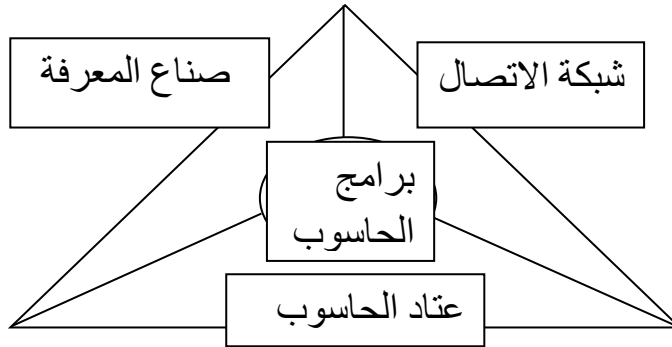 شبكة الاتصال
صناع المعرفة
برامج
الحاسوب
عتاد الحاسوب